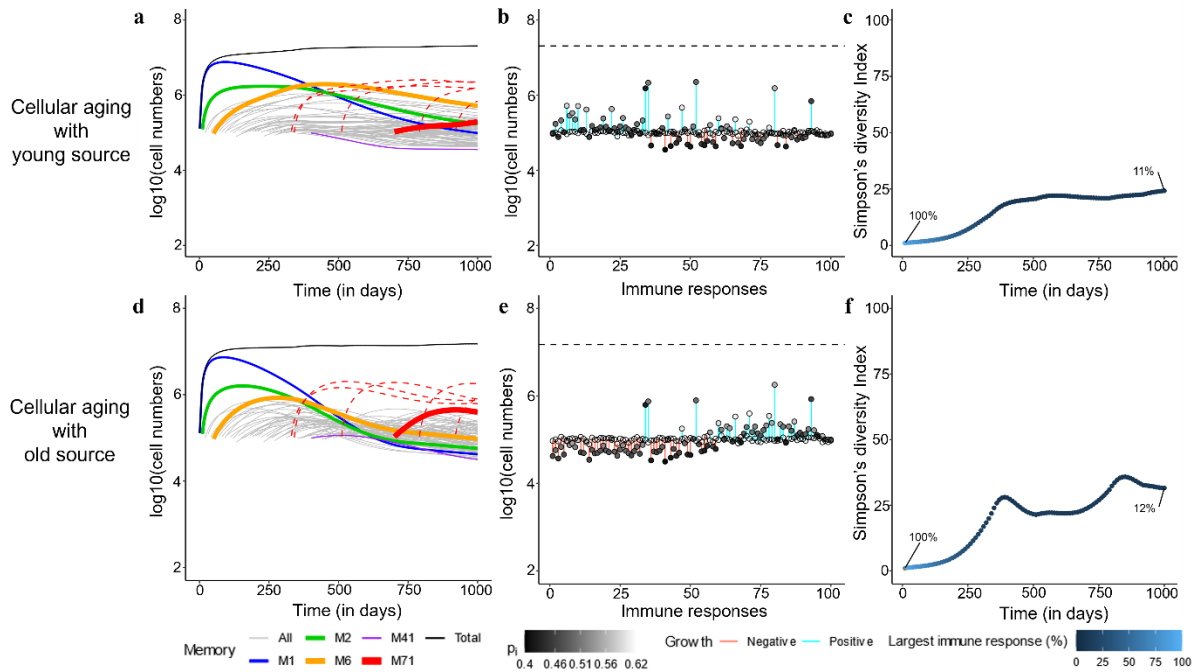 a
b
c
Cellular aging
with
young source
log10(cell numbers)
8
6
4
2
0
250
500
750
1000
Time (in days)
log10(cell numbers)
8
6
4
2
0
25
50
75
100
Immune responses
Simpson's diversity Index
100
75
50
25
0
100%
11%
0
250
500
750
1000
Time (in days)
d
e
f
Cellular aging
with
old source
log10(cell numbers)
8
6
4
2
0
250
500
750
1000
Time (in days)
log10(cell numbers)
8
6
4
2
0
25
50
75
100
Immune responses
Simpson's diversity Index
100
75
50
25
0
100%
12%
0
250
500
750
1000
Time (in days)
Memory
All
M2
M41
Total
M1
M6
M71
pi
0.4
0.46
0.51
0.56
0.62
Growth
Negative
Positive
Largest immune response (%)
0
25
50
75
100